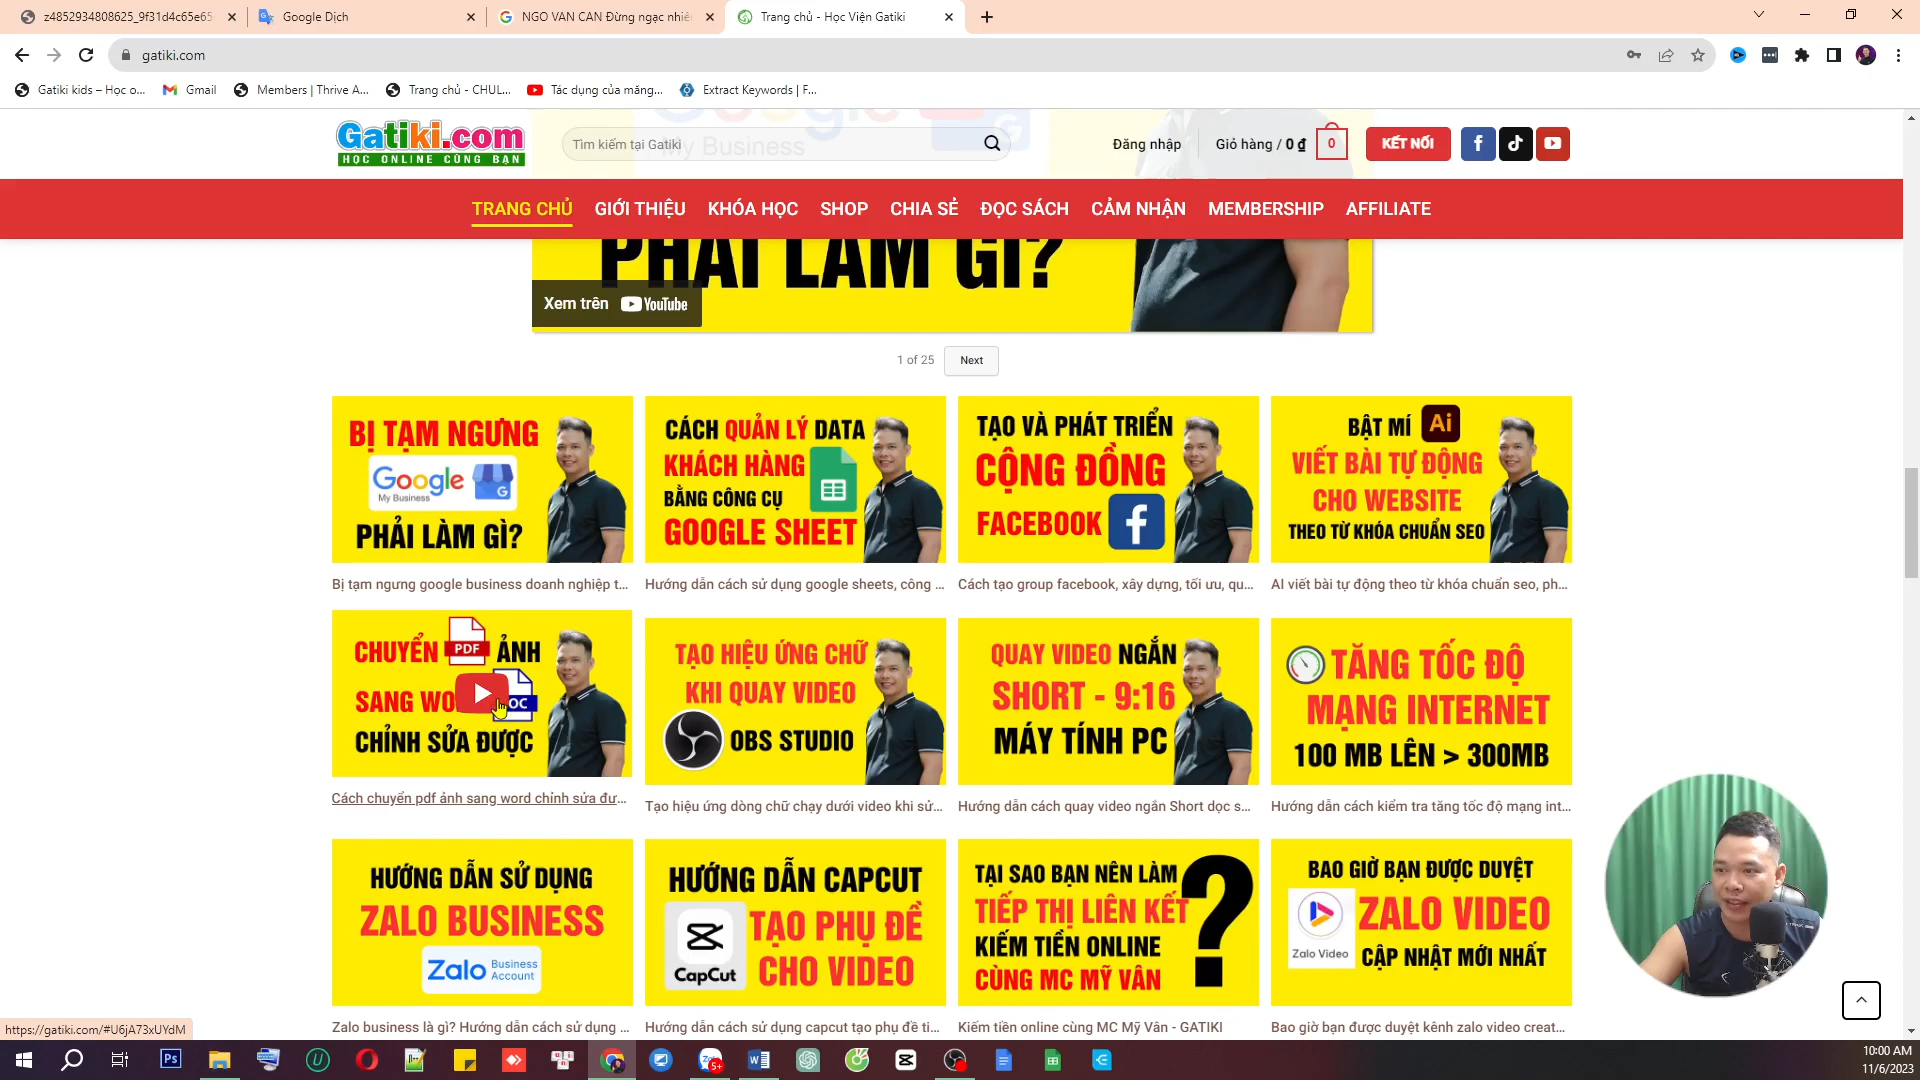 z4852934808625_9f31d4c65e65
Google Dịch
NGO VAN CAN Đừng ngạc nhiê
Trang chủ - Học Viện Gatiki
gatiki.com
Gatiki kids – Học o...
Gmail
Members | Thrive A...
Trang chủ - CHUL...
Tác dụng của măng...
Extract Keywords | F...
Gatiki.com
HỌC ONLINE CÙNG BẠN
Tìm kiếm tại Gatiki
My Business
Đăng nhập
Giỏ hàng / 0 ₫
0
KẾT NỐI
TRANG CHỦ
GIỚI THIỆU
KHÓA HỌC
SHOP
CHIA SẺ
ĐỌC SÁCH
CẢM NHẬN
MEMBERSHIP
AFFILIATE
PHẢI LÀM GÌ?
Xem trên YouTube
1 of 25
Next
BỊ TẠM NGƯNG
Google
My Business
G
PHẢI LÀM GÌ?
CÁCH QUẢN LÝ DATA
KHÁCH HÀNG
BẰNG CÔNG CỤ
GOOGLE SHEET
TẠO VÀ PHÁT TRIỂN
CỘNG ĐỒNG
FACEBOOK
BẬT MÍ Ai
VIẾT BÀI TỰ ĐỘNG
CHO WEBSITE
THEO TỪ KHÓA CHUẨN SEO
Bị tạm ngưng google business doanh nghiệp t...
Hướng dẫn cách sử dụng google sheets, công ...
Cách tạo group facebook, xây dựng, tối ưu, qu...
AI viết bài tự động theo từ khóa chuẩn seo, ph...
CHUYỂN PDF ẢNH
SANG WO OC
CHỈNH SỬA ĐƯỢC
TẠO HIỆU ỨNG CHỮ
KHI QUAY VIDEO
OBS STUDIO
QUAY VIDEO NGẮN
SHORT - 9:16
MÁY TÍNH PC
TĂNG TỐC ĐỘ
MẠNG INTERNET
100 MB LÊN > 300MB
Cách chuyển pdf ảnh sang word chỉnh sửa đư...
Tạo hiệu ứng dòng chữ chạy dưới video khi sử...
Hướng dẫn cách quay video ngắn Short dọc s...
Hướng dẫn cách kiểm tra tăng tốc độ mạng int...
HƯỚNG DẪN SỬ DỤNG
ZALO BUSINESS
Zalo Business Account
HƯỚNG DẪN CAPCUT
TẠO PHỤ ĐỀ
CapCut
CHO VIDEO
TẠI SAO BẠN NÊN LÀM
TIẾP THỊ LIÊN KẾT
KIẾM TIỀN ONLINE
CÙNG MC MỸ VÂN
?
BAO GIỜ BẠN ĐƯỢC DUYỆT
ZALO VIDEO
Zalo Video
CẬP NHẬT MỚI NHẤT
Zalo business là gì? Hướng dẫn cách sử dụng ...
Hướng dẫn cách sử dụng capcut tạo phụ đề ti...
Kiếm tiền online cùng MC Mỹ Vân - GATIKI
Bao giờ bạn được duyệt kênh zalo video creat...
https://gatiki.com/#U6jA73xUYdM
Ps
5+
10:00 AM
11/6/2023